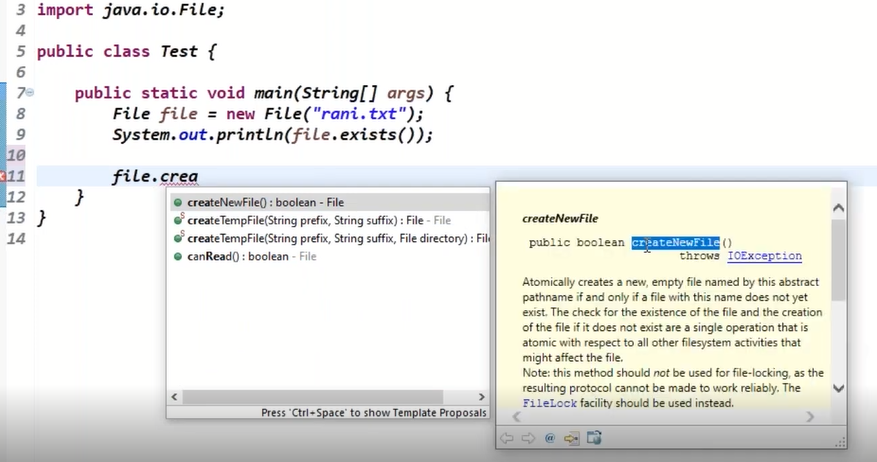 3 import java.io.File;
4
5 public class Test {
6
7 public static void main(String[] args) {
8 File file = new File("rani.txt");
9 System.out.println(file.exists());
10
11 file.crea
12 }
13 }
14
createNewFile() : boolean - File
createTempFile(String prefix, String suffix) : File - File
createTempFile(String prefix, String suffix, File directory) : File
canRead() : boolean - File
Press 'Ctrl+Space' to show Template Proposals
createNewFile
public boolean createNewFile()
throws IOException
Atomically creates a new, empty file named by this abstract
pathname if and only if a file with this name does not yet
exist. The check for the existence of the file and the creation
of the file if it does not exist are a single operation that is
atomic with respect to all other filesystem activities that
might affect the file.
Note: this method should not be used for file-locking, as the
resulting protocol cannot be made to work reliably. The
FileLock facility should be used instead.